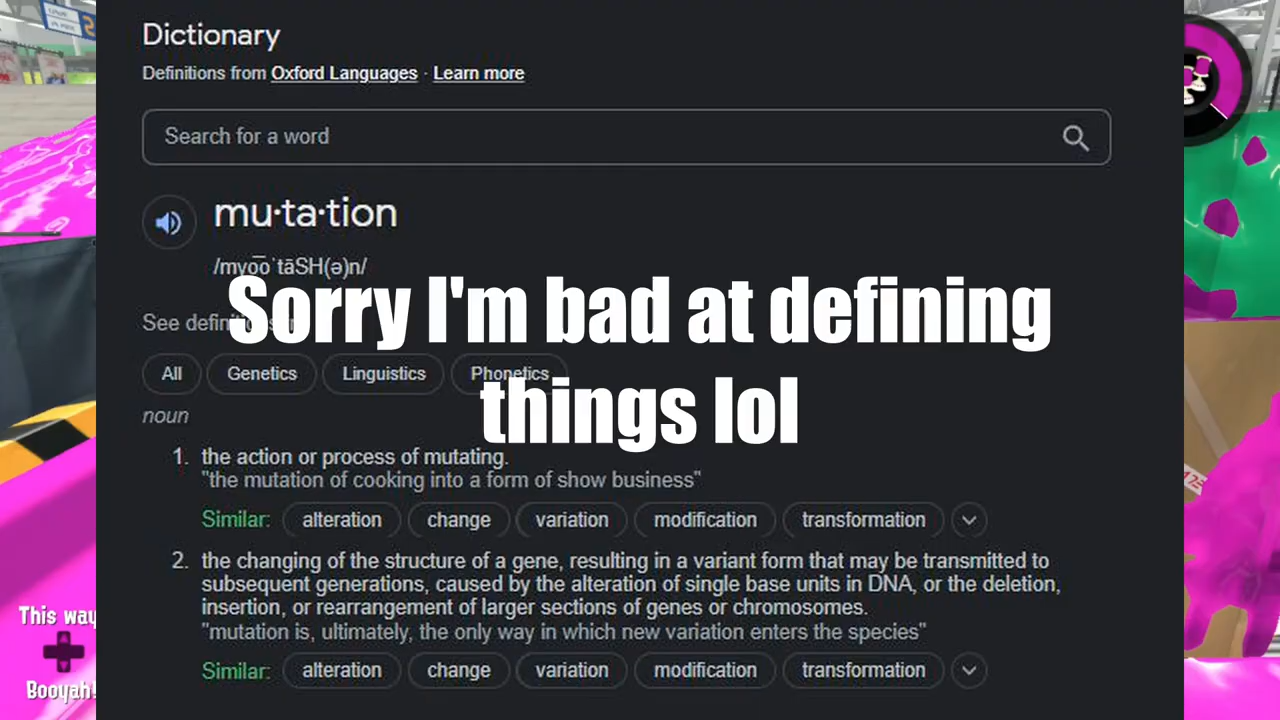 Dictionary
Definitions from Oxford Languages · Learn more
Search for a word
mu·ta·tion
/myo͞oˈtāSH(ə)n/
Sorry I'm bad at defining
See
All
Genetics
Linguistics
Phonetics
things lol
noun
1. the action or process of mutating.
"the mutation of cooking into a form of show business"
Similar: alteration change variation modification transformation
2. the changing of the structure of a gene, resulting in a variant form that may be transmitted to
subsequent generations, caused by the alteration of single base units in DNA, or the deletion,
insertion, or rearrangement of larger sections of genes or chromosomes.
"mutation is, ultimately, the only way in which new variation enters the species"
Similar: alteration change variation modification transformation
This way
Booyah!